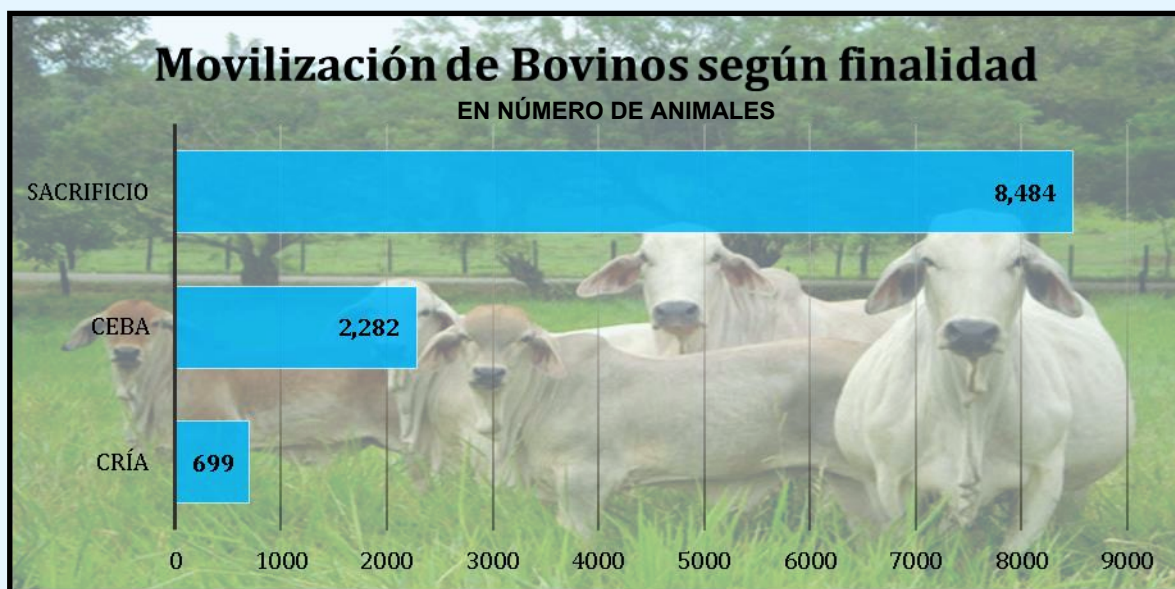 Movilización de Bovinos según finalidad
EN NÚMERO DE ANIMALES
SACRIFICIO
8,484
CEBA
2,282
CRÍA
699
0 1000 2000 3000 4000 5000 6000 7000 8000 9000